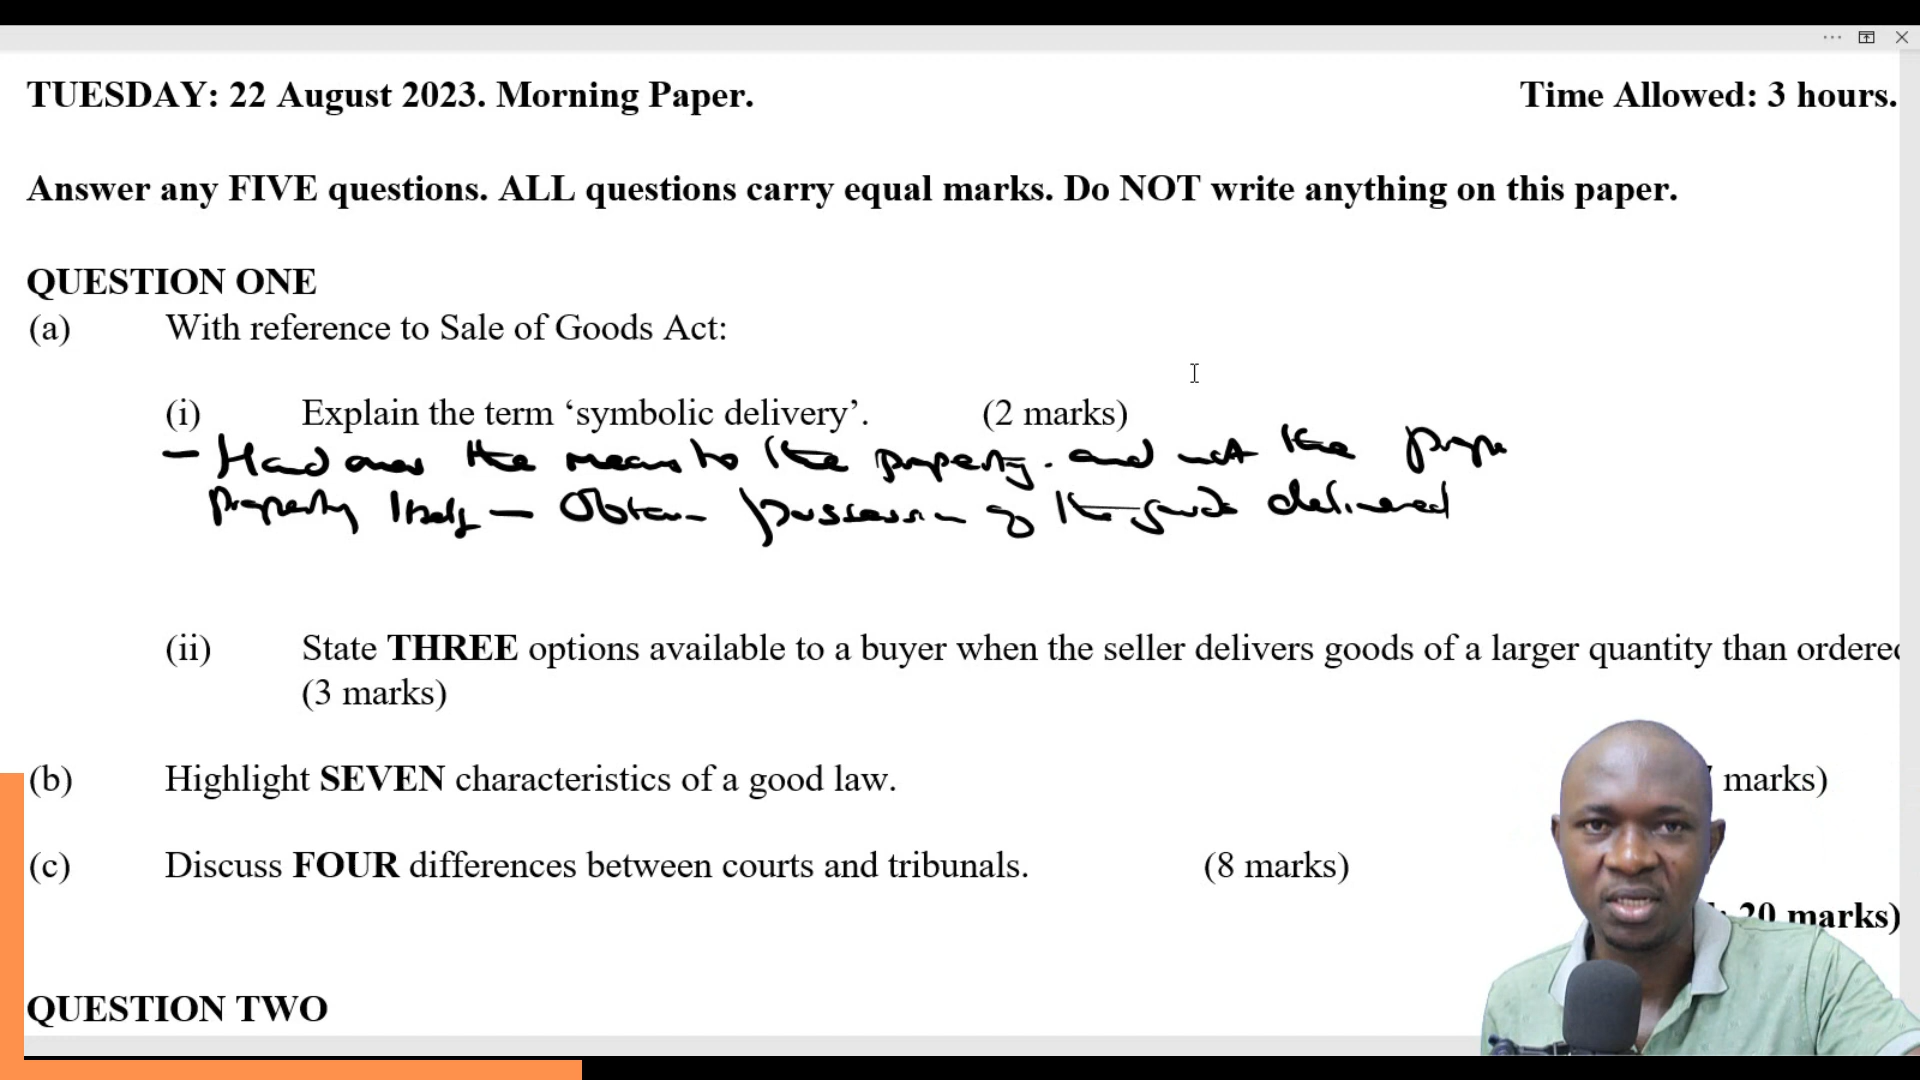 TUESDAY: 22 August 2023. Morning Paper. Time Allowed: 3 hours.
Answer any FIVE questions. ALL questions carry equal marks. Do NOT write anything on this paper.
QUESTION ONE
(a) With reference to Sale of Goods Act:
(i) Explain the term ‘symbolic delivery’. (2 marks)
- Hand over the means to the property. and not the prope
property Itself - Obtain possession of the goods delivered
(ii) State THREE options available to a buyer when the seller delivers goods of a larger quantity than ordered
(3 marks)
(b) Highlight SEVEN characteristics of a good law. marks)
(c) Discuss FOUR differences between courts and tribunals. (8 marks)
: 20 marks)
QUESTION TWO